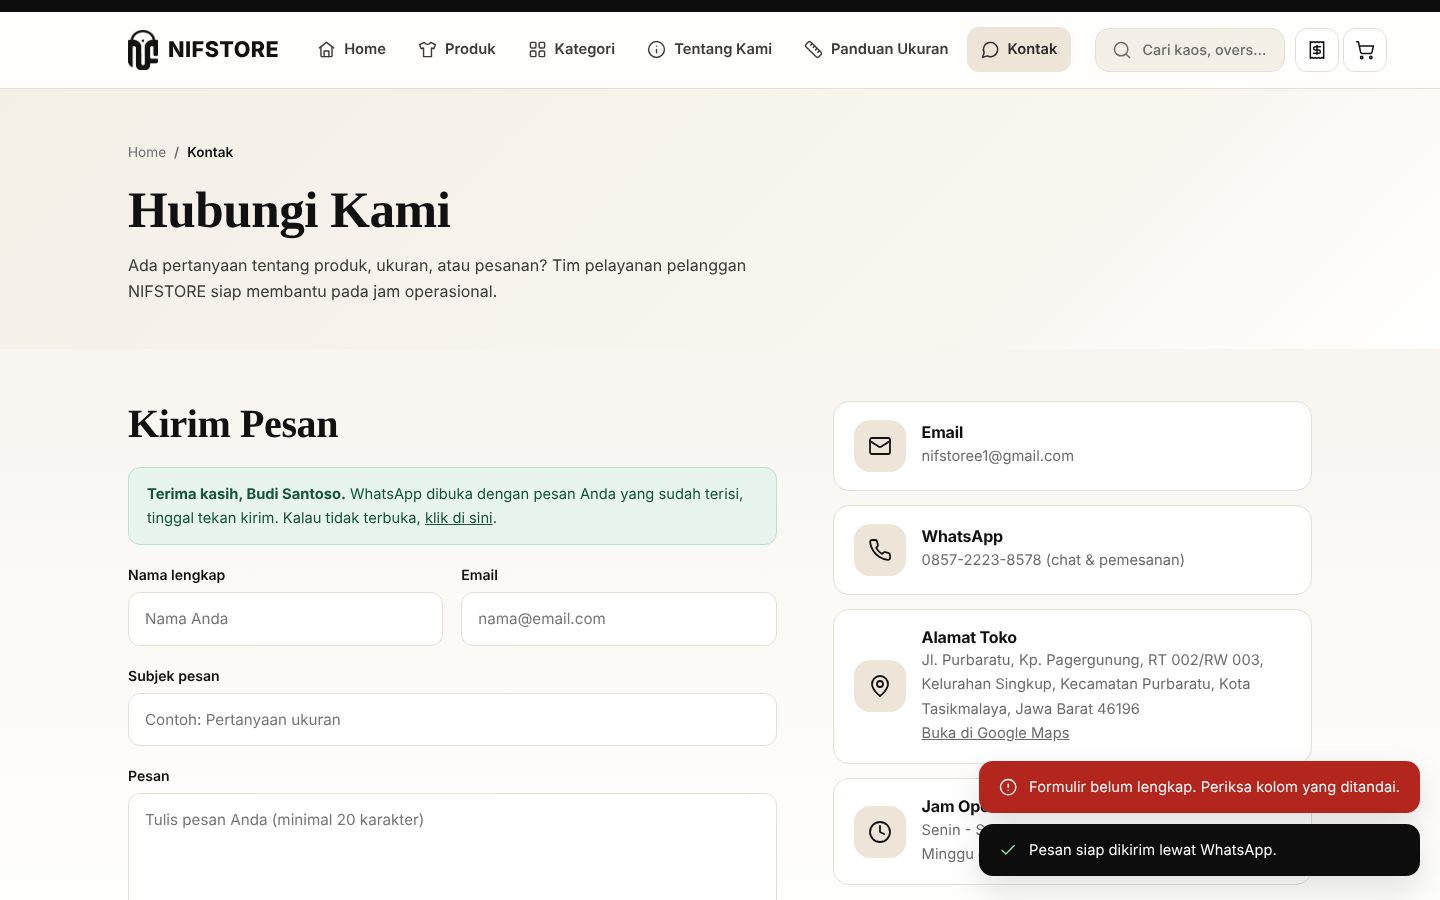 NIFSTORE
Home
Produk
Kategori
Tentang Kami
Panduan Ukuran
Kontak
Cari kaos, overs...
Home / Kontak
Hubungi Kami
Ada pertanyaan tentang produk, ukuran, atau pesanan? Tim pelayanan pelanggan
NIFSTORE siap membantu pada jam operasional.
Kirim Pesan
Terima kasih, Budi Santoso. WhatsApp dibuka dengan pesan Anda yang sudah terisi,
tinggal tekan kirim. Kalau tidak terbuka, klik di sini.
Nama lengkap
Email
Nama Anda
nama@email.com
Subjek pesan
Contoh: Pertanyaan ukuran
Pesan
Tulis pesan Anda (minimal 20 karakter)
Email
nifstoree1@gmail.com
WhatsApp
0857-2223-8578 (chat & pemesanan)
Alamat Toko
Jl. Purbaratu, Kp. Pagergunung, RT 002/RW 003,
Kelurahan Singkup, Kecamatan Purbaratu, Kota
Tasikmalaya, Jawa Barat 46196
Buka di Google Maps
Jam
Senin -
Minggu
Formulir belum lengkap. Periksa kolom yang ditandai.
Pesan siap dikirim lewat WhatsApp.